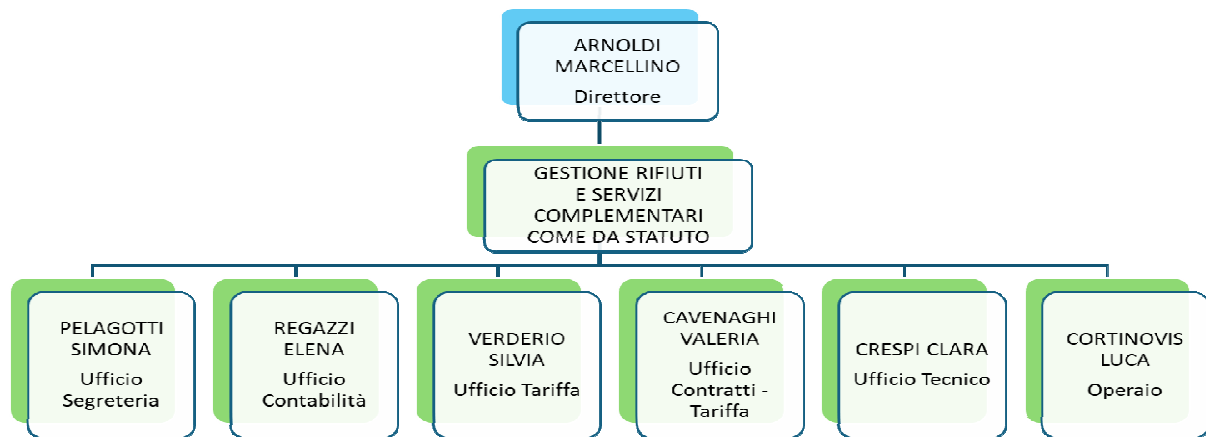 ARNOLDI
MARCELLINO
Direttore
GESTIONE RIFIUTI
E SERVIZI
COMPLEMENTARI
COME DA STATUTO
PELAGOTTI
SIMONA
Ufficio
Segreteria
REGAZZI
ELENA
Ufficio
Contabilità
VERDERIO
SILVIA
Ufficio Tariffa
CAVENAGHI
VALERIA
Ufficio
Contratti -
Tariffa
CRESPI CLARA
Ufficio Tecnico
CORTINOVIS
LUCA
Operaio